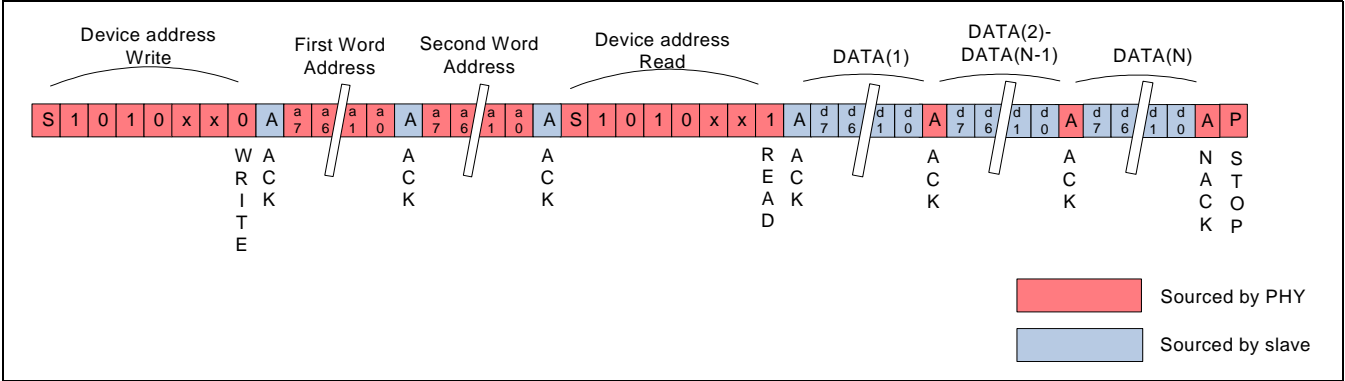 Device address
Write
First Word
Address
Second Word
Address
Device address
Read
DATA(1)
DATA(2)-
DATA(N-1)
DATA(N)
S 1 0 1 0 x x 0 A a7 a6 a1 a0 A a7 a6 a1 a0 A S 1 0 1 0 x x 1 A d7 d6 d1 d0 A d7 d6 d1 d0 A d7 d6 d1 d0 A P
WRITE
ACK
ACK
ACK
READ
ACK
ACK
ACK
NACK
STOP
Sourced by PHY
Sourced by slave